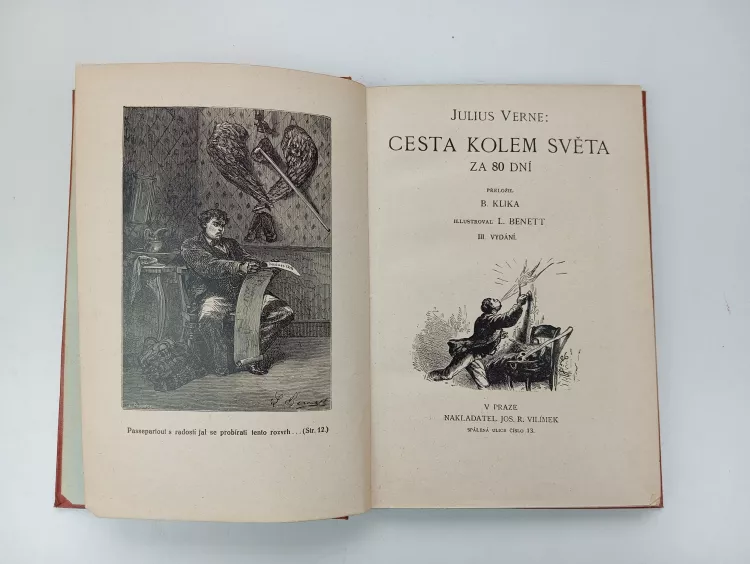 Passepartout s radostí jal se probírati tento rozvrh...(Str. 12.)
JULIUS VERNE:
CESTA KOLEM SVĚTA
ZA 80 DNÍ
PŘELOŽIL
B. KLIKA
ILLUSTROVAL L. BENETT
III. VYDÁNÍ.
V PRAZE
NAKLADATEL JOS. R. VILÍMEK
SPÁLENÁ ULICE ČÍSLO 13.